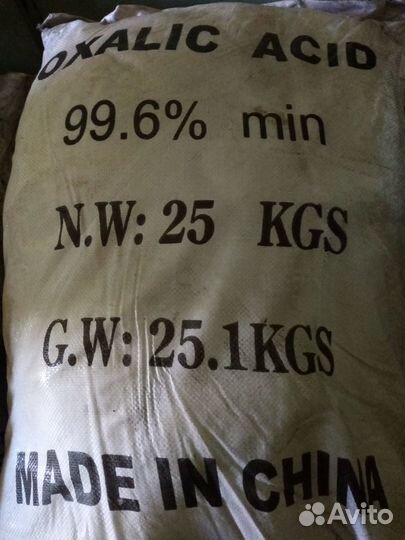 OXALIC ACID
99.6% min
N.W: 25 KGS
G.W: 25.1KGS
MADE IN CHINA
Avito